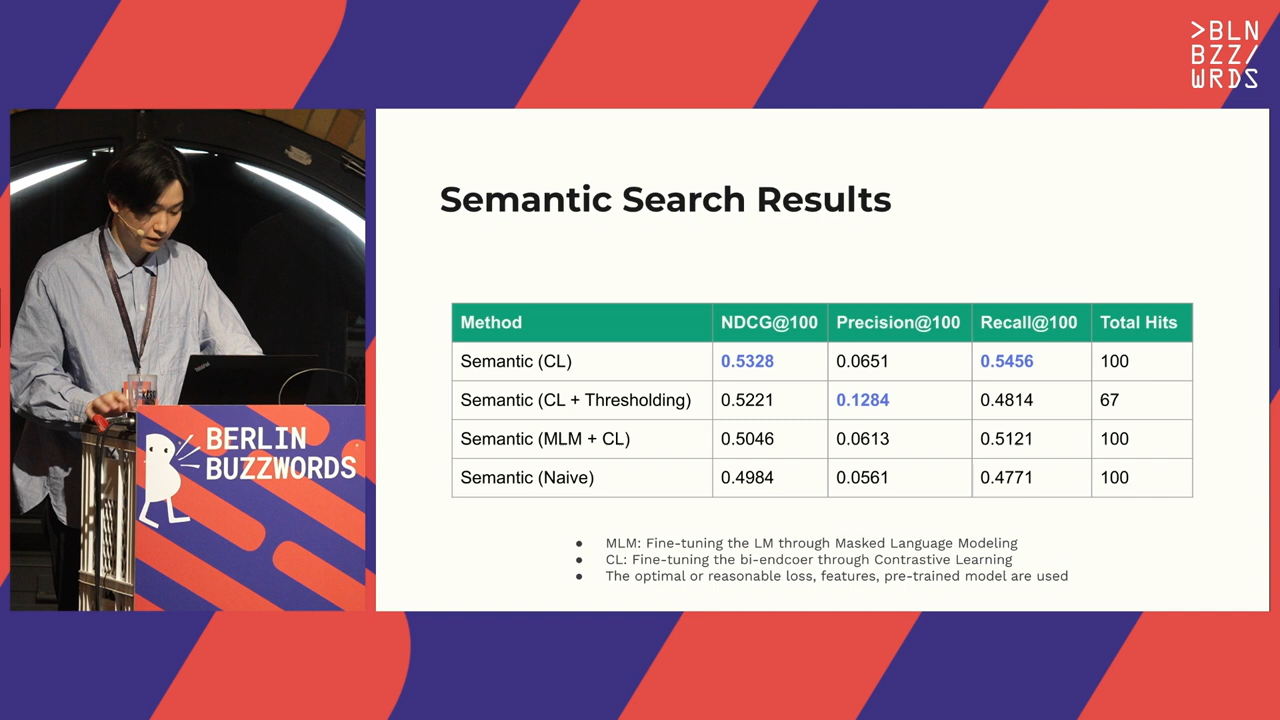 >BLN
BZZ/
WRDS
Semantic Search Results
Method NDCG@100 Precision@100 Recall@100 Total Hits
Semantic (CL) 0.5328 0.0651 0.5456 100
Semantic (CL + Thresholding) 0.5221 0.1284 0.4814 67
Semantic (MLM + CL) 0.5046 0.0613 0.5121 100
Semantic (Naive) 0.4984 0.0561 0.4771 100
● MLM: Fine-tuning the LM through Masked Language Modeling
● CL: Fine-tuning the bi-endcoer through Contrastive Learning
● The optimal or reasonable loss, features, pre-trained model are used
ThinkPad
BERLIN
BUZZWORDS